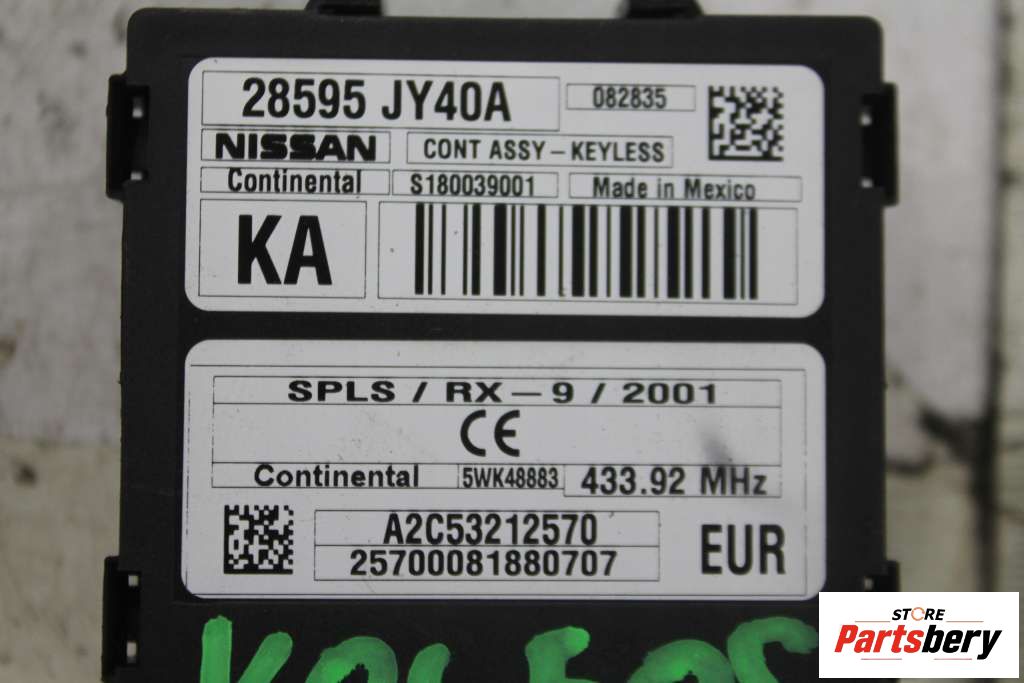 28595 JY40A
082835
NISSAN
CONT ASSY – KEYLESS
Continental
S180039001
Made in Mexico
KA
SPLS / RX – 9 / 2001
CE
Continental
5WK48883
433.92 MHz
A2C53212570
25700081880707
EUR
KOLEOS
STORE
Partsbery